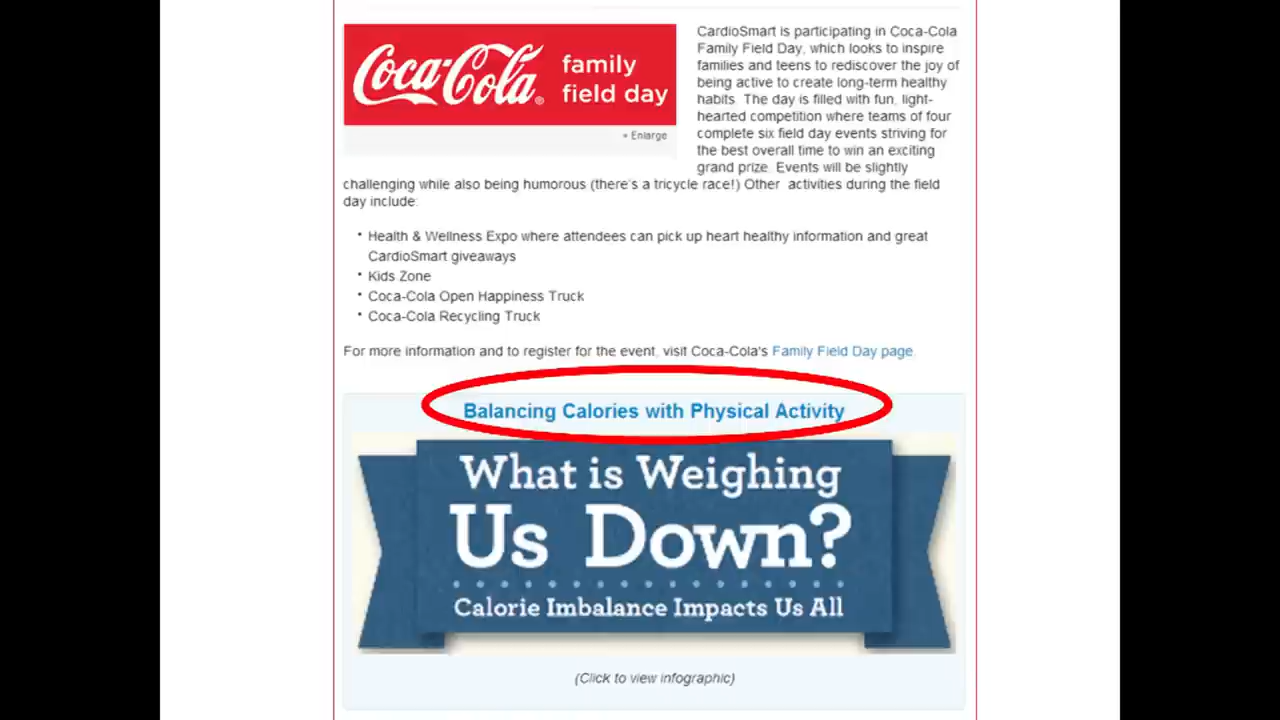 Coca-Cola® family
field day
+ Enlarge
CardioSmart is participating in Coca-Cola
Family Field Day, which looks to inspire
families and teens to rediscover the joy of
being active to create long-term healthy
habits. The day is filled with fun, light-
hearted competition where teams of four
complete six field day events striving for
the best overall time to win an exciting
grand prize. Events will be slightly
challenging while also being humorous (there's a tricycle race!) Other activities during the field
day include:
• Health & Wellness Expo where attendees can pick up heart healthy information and great
CardioSmart giveaways
• Kids Zone
• Coca-Cola Open Happiness Truck
• Coca-Cola Recycling Truck
For more information and to register for the event, visit Coca-Cola's Family Field Day page.
Balancing Calories with Physical Activity
What is Weighing
Us Down?
Calorie Imbalance Impacts Us All
(Click to view infographic)